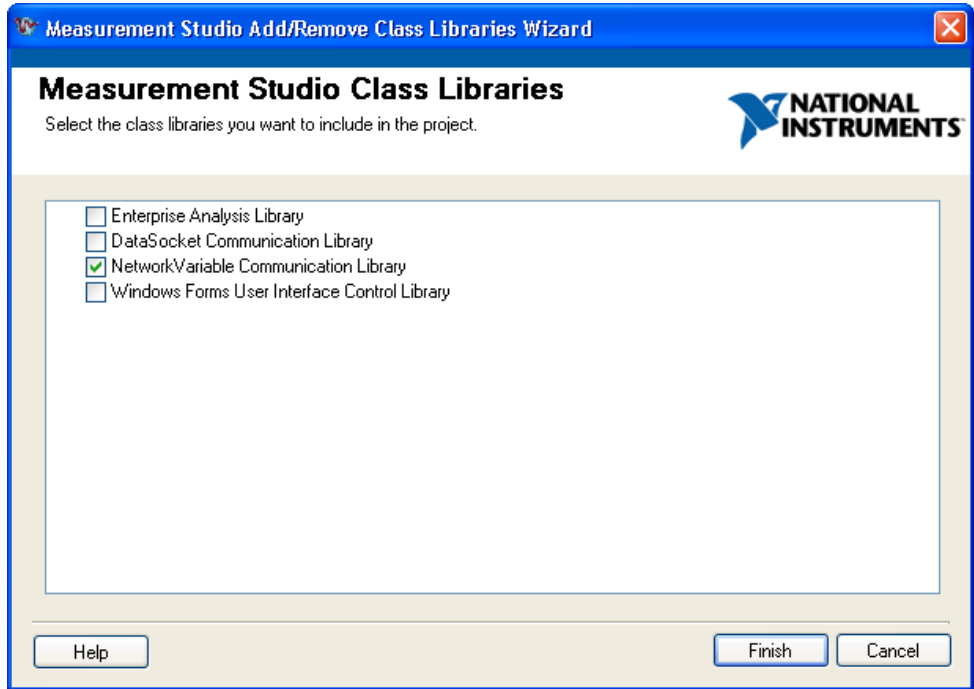 Measurement Studio Add/Remove Class Libraries Wizard
Measurement Studio Class Libraries
Select the class libraries you want to include in the project.
NATIONAL
INSTRUMENTS
Enterprise Analysis Library
DataSocket Communication Library
NetworkVariable Communication Library
Windows Forms User Interface Control Library
Help
Finish
Cancel